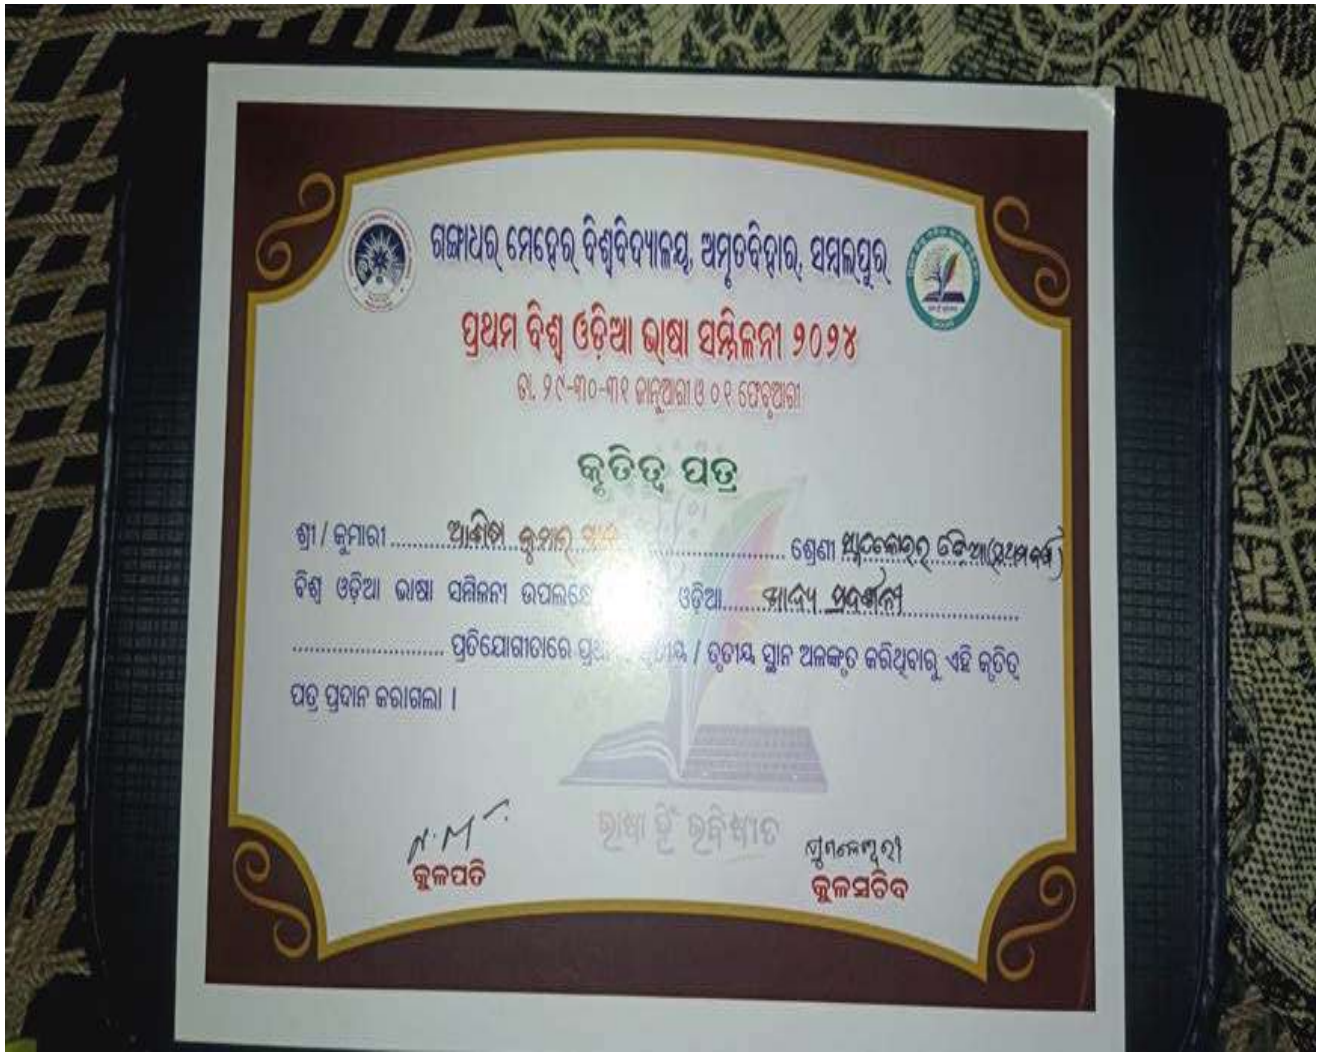 ଗଙ୍ଗାଧର ମେହେର ବିଶ୍ୱବିଦ୍ୟାଳୟ, ଅମୃତବିହାର, ସମ୍ବଲପୁର
ପ୍ରଥମ ବିଶ୍ୱ ଓଡ଼ିଆ ଭାଷା ସମ୍ମିଳନୀ ୨୦୨୪
ତା. ୨୯-୩୦-୩୧ ଜାନୁଆରୀ ଓ ୦୧ ଫେବୃଆରୀ
କୃତିତ୍ୱ ପତ୍ର
ଶ୍ରୀ / କୁମାରୀ ........ କୁମାର ........ ଶ୍ରେଣୀ
ବିଶ୍ୱ ଓଡ଼ିଆ ଭାଷା ସମ୍ମିଳନୀ ଓଡ଼ିଆ........ ଖାଦ୍ୟ ପ୍ରଦର୍ଶନୀ ........
........ ପ୍ରତିଯୋଗୀତାରେ / ତୃତୀୟ ସ୍ଥାନ ଅଳଙ୍କୃତ କରିଥିବାରୁ ଏହି କୃତିତ୍ୱ
ପତ୍ର ପ୍ରଦାନ କରାଗଲା ।
ଭାଷା ହିଁ ଭବିଷ୍ୟତ
କୁଳପତି
କୁଳସଚିବ